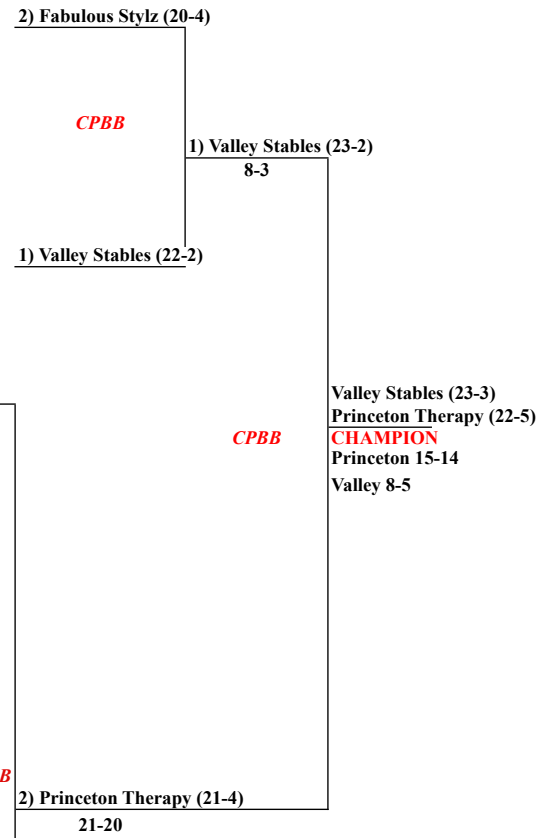 2) Fabulous Stylz (20-4)
CPBB
1) Valley Stables (23-2)
8-3
1) Valley Stables (22-2)
Valley Stables (23-3)
Princeton Therapy (22-5)
CPBB
CHAMPION
Princeton 15-14
Valley 8-5
B
2) Princeton Therapy (21-4)
21-20